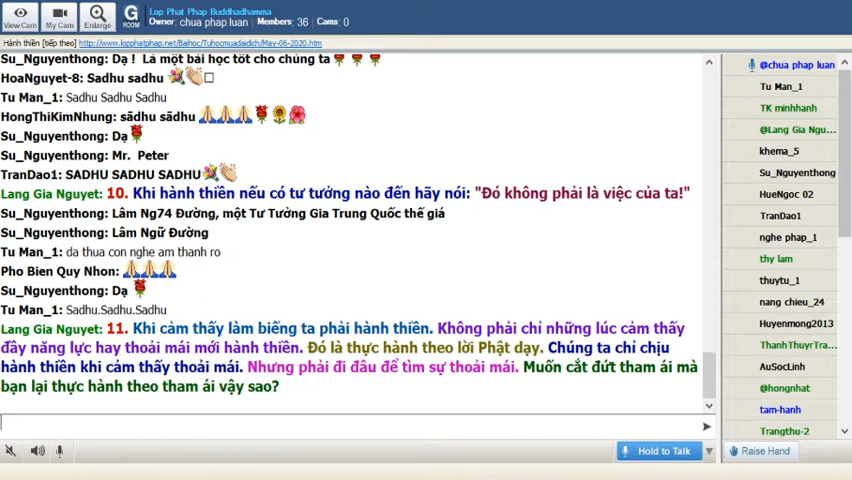 View Cam
My Cam
Enlarge
G
ROOM
Lop Phat Phap Buddhadhamma
Owner: chua phap luan Members: 36 Cams: 0
Hành thiền [tiếp theo] http://www.lopphatphap.net/Baihoc/Tuhocmuadaidich/May-06-2020.htm
Su_Nguyenthong: Dạ ! Là một bài học tốt cho chúng ta
HoaNguyet-8: Sadhu sadhu
Tu Man_1: Sadhu Sadhu Sadhu
HongThiKimNhung: sādhu sādhu
Su_Nguyenthong: Dạ
Su_Nguyenthong: Mr. Peter
TranDao1: SADHU SADHU SADHU
Lang Gia Nguyet: 10. Khi hành thiền nếu có tư tưởng nào đến hãy nói: "Đó không phải là việc của ta!"
Su_Nguyenthong: Lâm Ng74 Đường, một Tư Tưởng Gia Trung Quốc thế giá
Su_Nguyenthong: Lâm Ngữ Đường
Tu Man_1: da thua con nghe am thanh ro
Pho Bien Quy Nhon:
Su_Nguyenthong: Dạ
Tu Man_1: Sadhu.Sadhu.Sadhu
Lang Gia Nguyet: 11. Khi cảm thấy làm biếng ta phải hành thiền. Không phải chỉ những lúc cảm thấy
đầy năng lực hay thoải mái mới hành thiền. Đó là thực hành theo lời Phật dạy. Chúng ta chỉ chịu
hành thiền khi cảm thấy thoải mái. Nhưng phải đi đâu để tìm sự thoải mái. Muốn cắt đứt tham ái mà
bạn lại thực hành theo tham ái vậy sao?
Hold to Talk
@chua phap luan
Tu Man_1
TK minhhanh
@Lang Gia Ngu...
khema_5
Su_Nguyenthong
HueNgoc 02
TranDao1
nghe phap_1
thy lam
thuytu_1
nang chieu_24
Huyenmong2013
ThanhThuyrTra...
AuSocLinh
@hongnhat
tam-hanh
Trangthu-2
Raise Hand